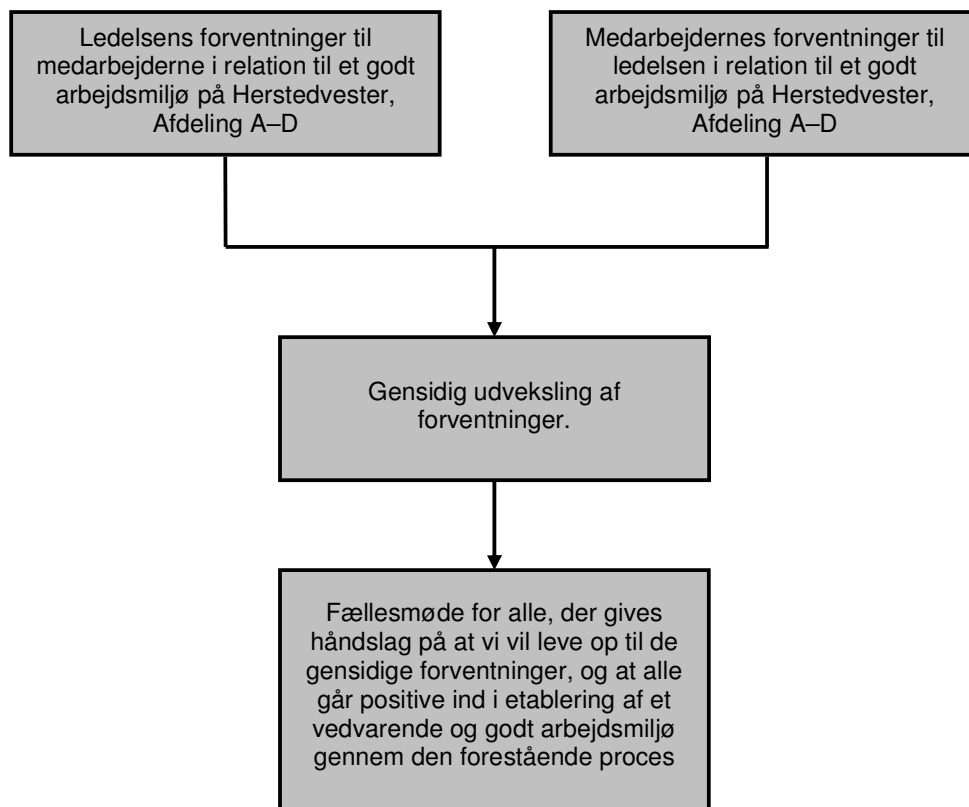 Ledelsens forventninger til
medarbejderne i relation til et godt
arbejdsmiljø på Herstedvester,
Afdeling A–D
Medarbejdernes forventninger til
ledelsen i relation til et godt
arbejdsmiljø på Herstedvester,
Afdeling A–D
Gensidig udveksling af
forventninger.
Fællesmøde for alle, der gives
håndslag på at vi vil leve op til de
gensidige forventninger, og at alle
går positive ind i etablering af et
vedvarende og godt arbejdsmiljø
gennem den forestående proces